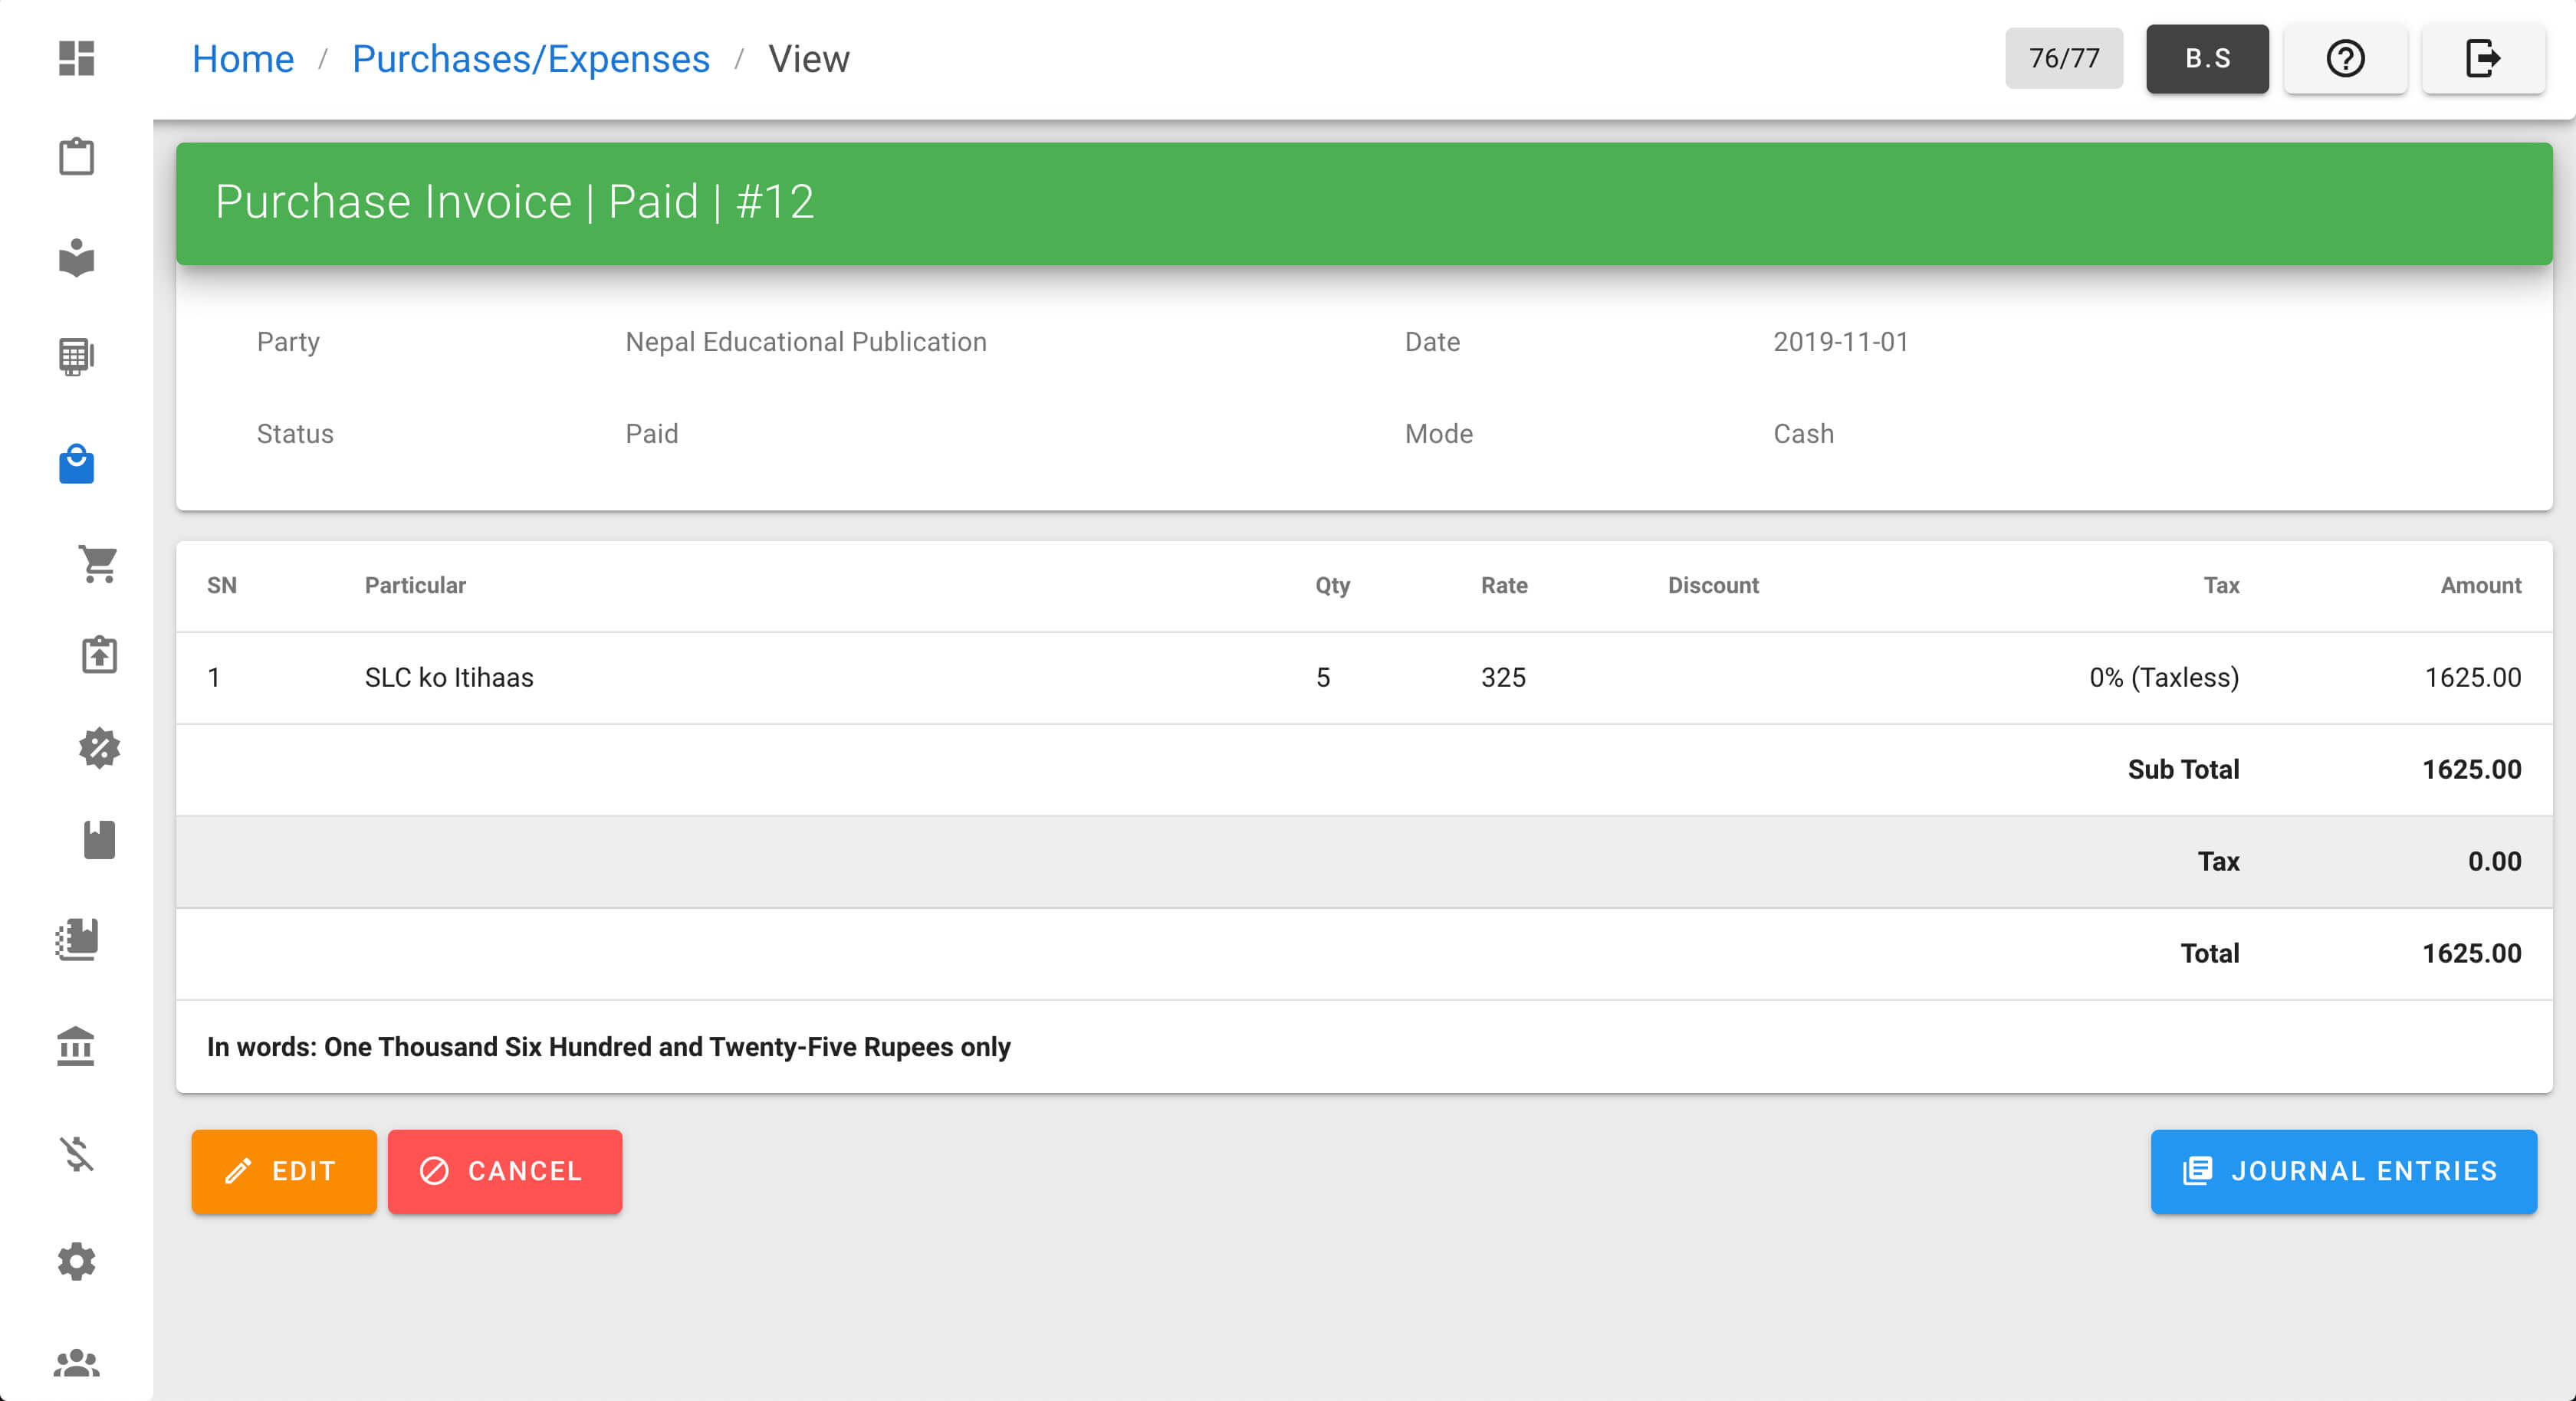 Home / Purchases/Expenses / View
76/77
B.S
Purchase Invoice | Paid | #12
Party Nepal Educational Publication Date 2019-11-01
Status Paid Mode Cash
SN Particular Qty Rate Discount Tax Amount
1 SLC ko Itihaas 5 325 0% (Taxless) 1625.00
Sub Total 1625.00
Tax 0.00
Total 1625.00
In words: One Thousand Six Hundred and Twenty-Five Rupees only
EDIT CANCEL JOURNAL ENTRIES